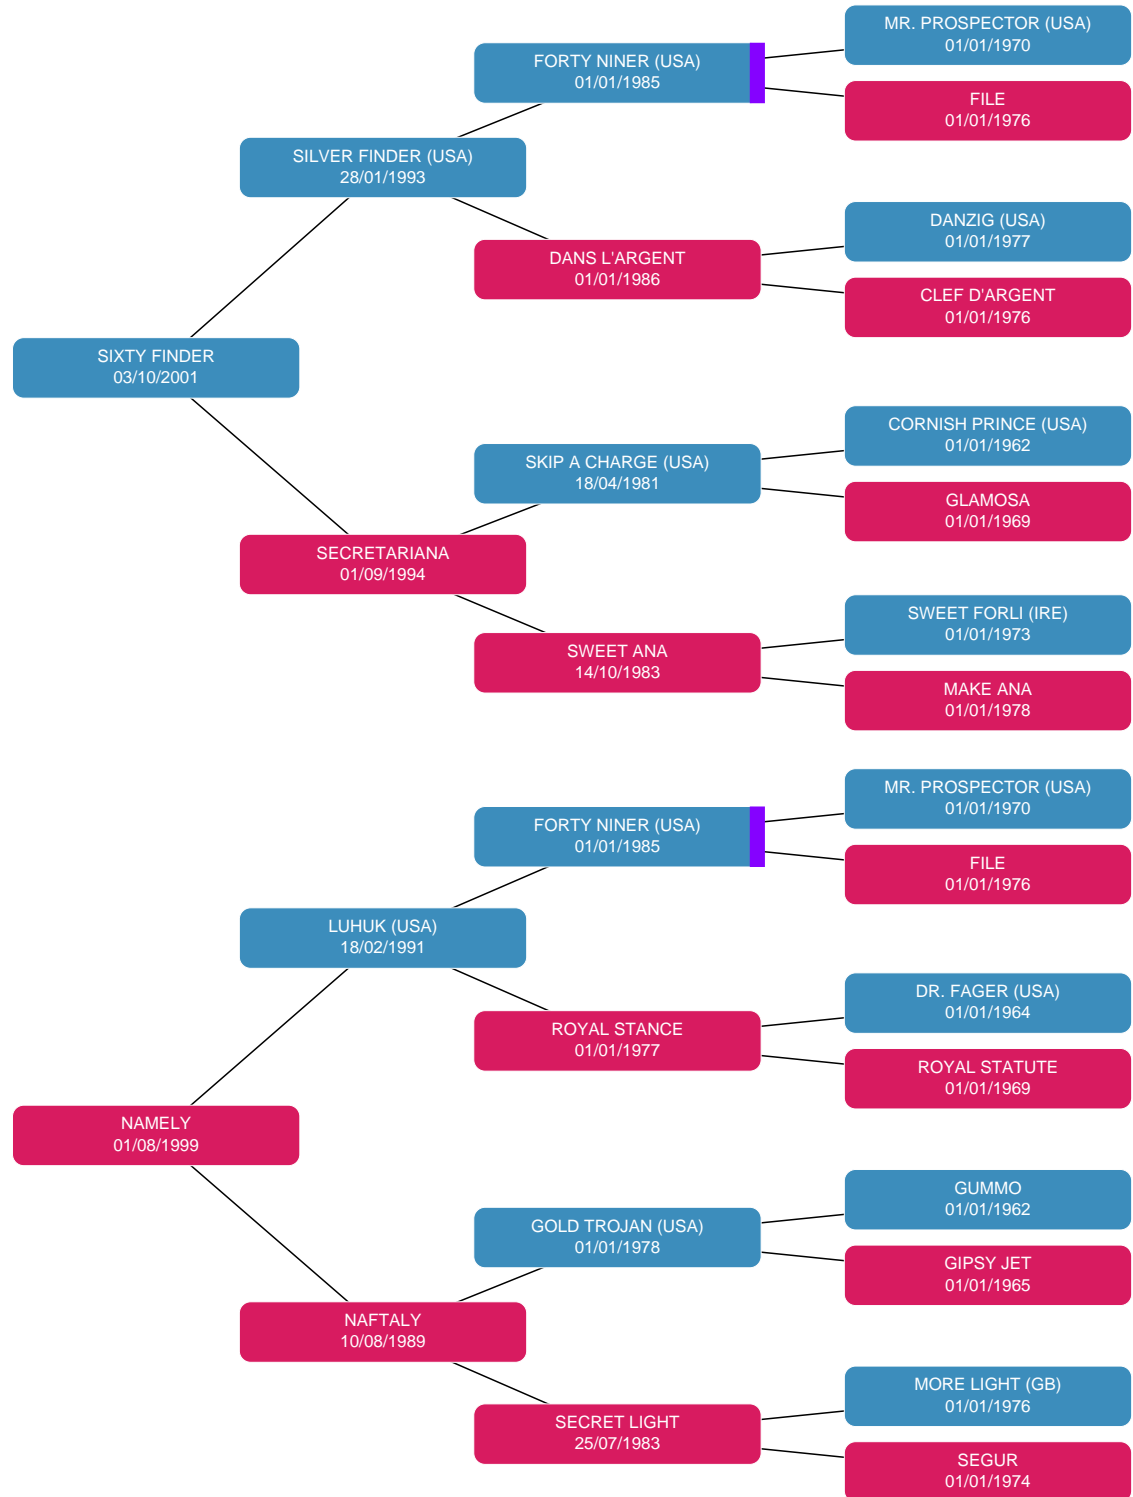 MR. PROSPECTOR (USA)
01/01/1970
FORTY NINER (USA)
01/01/1985
FILE
01/01/1976
SILVER FINDER (USA)
28/01/1993
DANZIG (USA)
01/01/1977
DANS L'ARGENT
01/01/1986
CLEF D'ARGENT
01/01/1976
SIXTY FINDER
03/10/2001
CORNISH PRINCE (USA)
01/01/1962
SKIP A CHARGE (USA)
18/04/1981
GLAMOSA
01/01/1969
SECRETARIANA
01/09/1994
SWEET FORLI (IRE)
01/01/1973
SWEET ANA
14/10/1983
MAKE ANA
01/01/1978
MR. PROSPECTOR (USA)
01/01/1970
FORTY NINER (USA)
01/01/1985
FILE
01/01/1976
LUHUK (USA)
18/02/1991
DR. FAGER (USA)
01/01/1964
ROYAL STANCE
01/01/1977
ROYAL STATUTE
01/01/1969
NAMELY
01/08/1999
GUMMO
01/01/1962
GOLD TROJAN (USA)
01/01/1978
GIPSY JET
01/01/1965
NAFTALY
10/08/1989
MORE LIGHT (GB)
01/01/1976
SECRET LIGHT
25/07/1983
SEGUR
01/01/1974